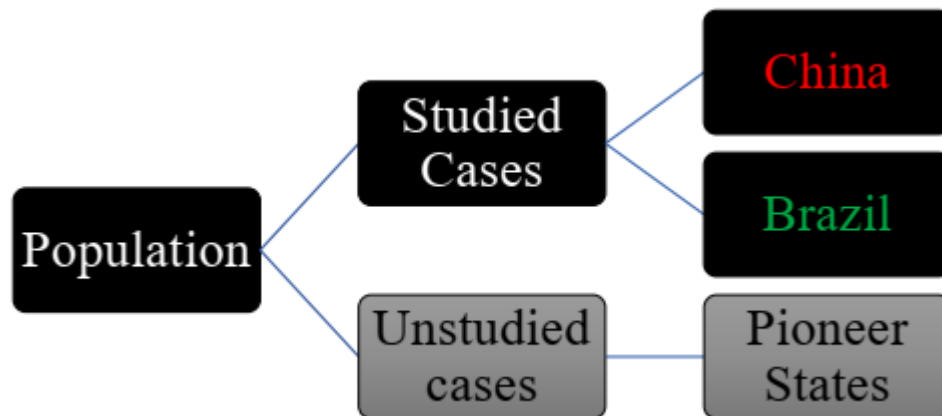 Population
Studied
Cases
China
Brazil
Unstudied
cases
Pioneer
States